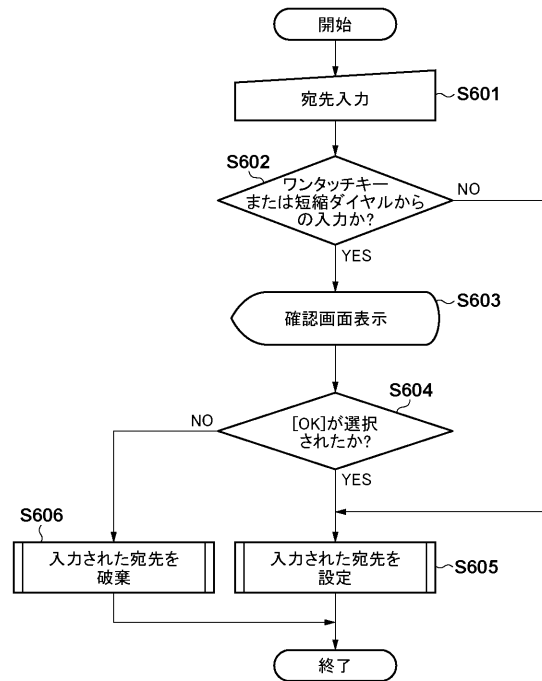 開始
宛先入力
S601
S602
ワンタッチキー
または短縮ダイヤルから
の入力か?
NO
YES
確認画面表示
S603
S604
[OK]が選択
されたか?
NO
YES
S606
入力された宛先を
破棄
入力された宛先を
設定
S605
終了